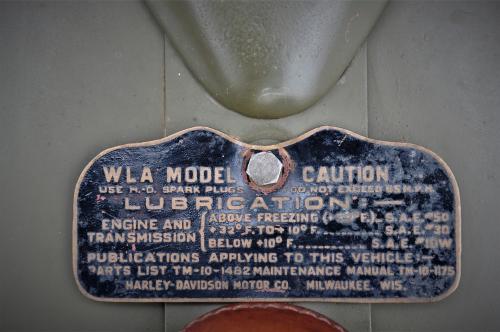 WLA MODEL CAUTION
USE H-D. SPARK PLUGS DO NOT EXCEED 65 M.P.H.
LUBRICATION:—
ENGINE AND TRANSMISSION
ABOVE FREEZING (+32°F.) S.A.E. #50
+32°F. TO +10°F. S.A.E. #30
BELOW +10°F. S.A.E. #10W
PUBLICATIONS APPLYING TO THIS VEHICLE:—
PARTS LIST TM-10-1482 MAINTENANCE MANUAL TM-10-1175
HARLEY-DAVIDSON MOTOR CO. MILWAUKEE WIS.